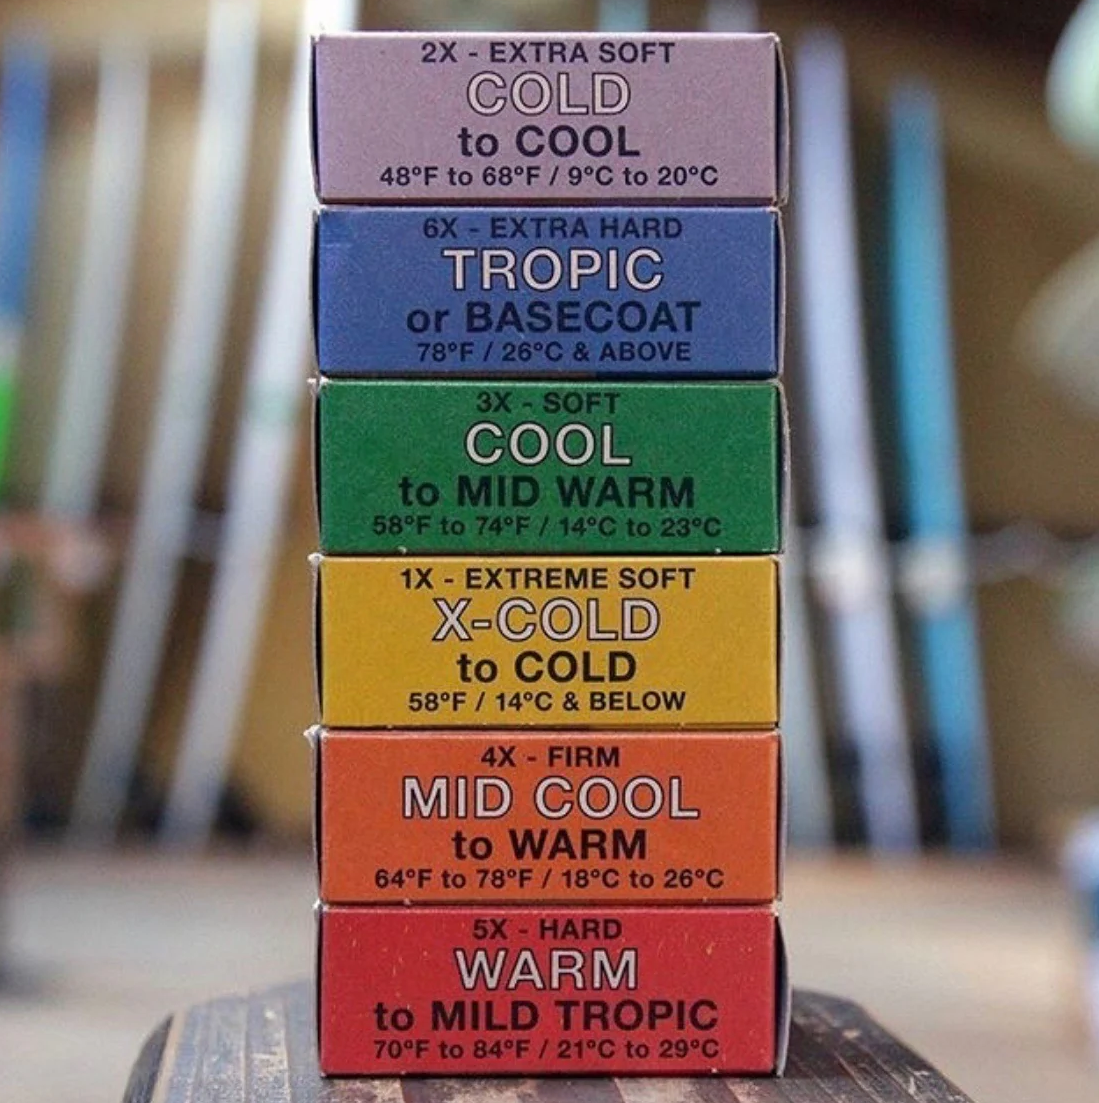 2X - EXTRA SOFT
COLD
to COOL
48°F to 68°F / 9°C to 20°C
6X - EXTRA HARD
TROPIC
or BASECOAT
78°F / 26°C & ABOVE
3X - SOFT
COOL
to MID WARM
58°F to 74°F / 14°C to 23°C
1X - EXTREME SOFT
X-COLD
to COLD
58°F / 14°C & BELOW
4X - FIRM
MID COOL
to WARM
64°F to 78°F / 18°C to 26°C
5X - HARD
WARM
to MILD TROPIC
70°F to 84°F / 21°C to 29°C